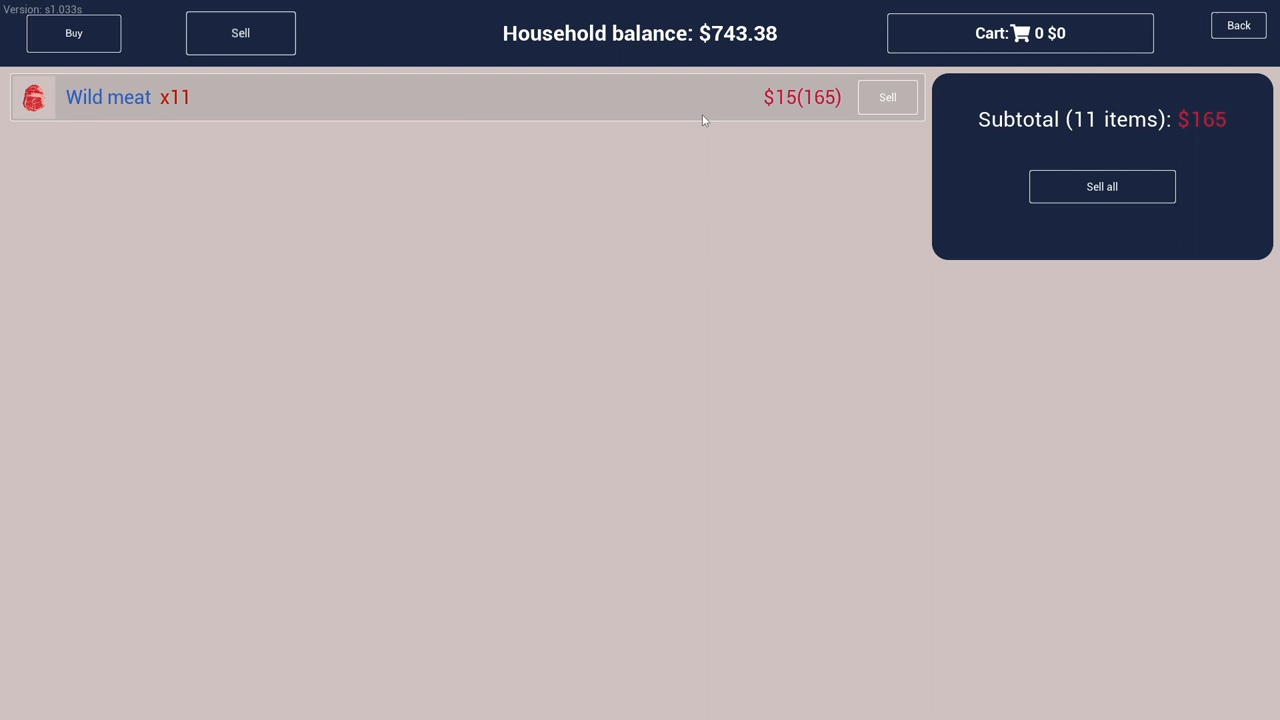 Version: s1.033s
Buy
Sell
Household balance: $743.38
Cart: 0 $0
Back
Wild meat x11
$15(165)
Sell
Subtotal (11 items): $165
Sell all